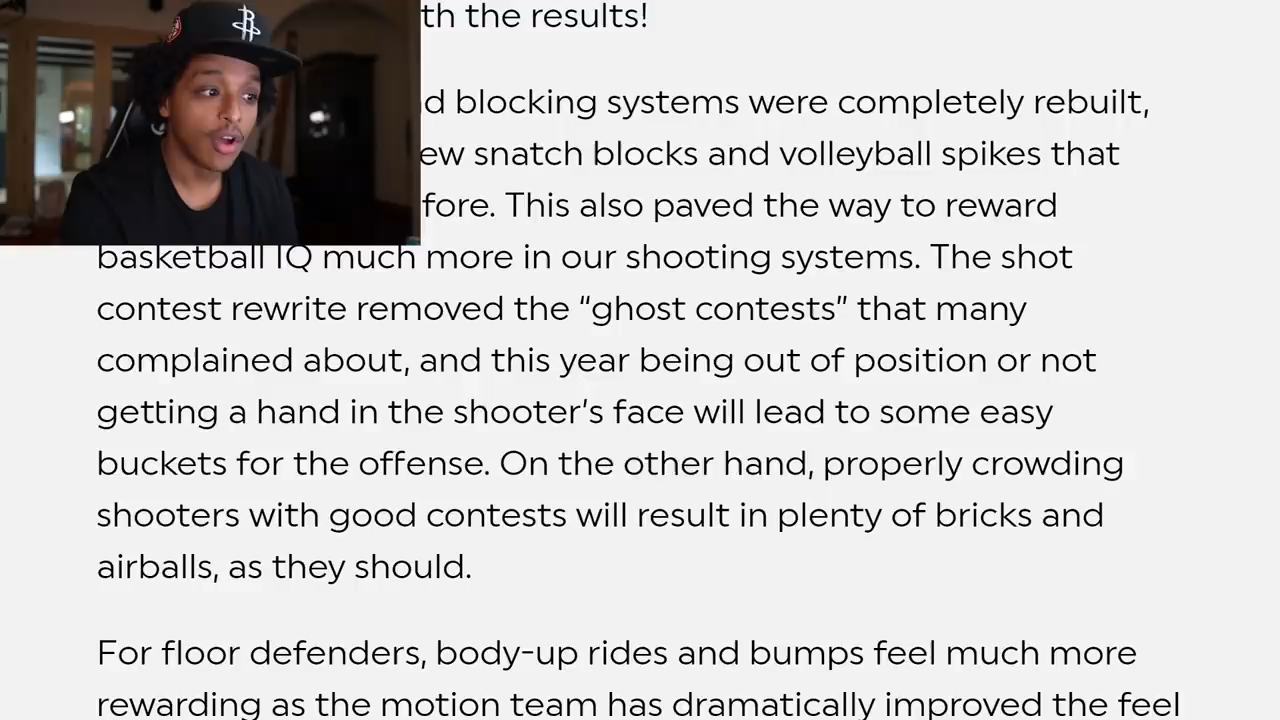 th the results!
d blocking systems were completely rebuilt,
ew snatch blocks and volleyball spikes that
fore. This also paved the way to reward
basketball IQ much more in our shooting systems. The shot
contest rewrite removed the “ghost contests” that many
complained about, and this year being out of position or not
getting a hand in the shooter’s face will lead to some easy
buckets for the offense. On the other hand, properly crowding
shooters with good contests will result in plenty of bricks and
airballs, as they should.
For floor defenders, body-up rides and bumps feel much more
rewarding as the motion team has dramatically improved the feel